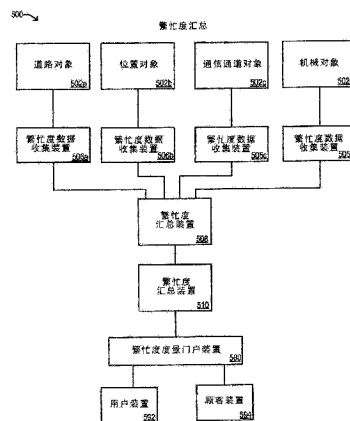 500
繁忙度汇总
道路对象
502a
位置对象
502b
通信通道对象
502c
机械对象
502
繁忙度数据
收集装置
506a
繁忙度数据
收集装置
506b
繁忙度数据
收集装置
506c
繁忙度数据
收集装置
506
繁忙度
汇总装置
508
繁忙度
汇总装置
510
繁忙度度量门户装置
580
用户装置
592
顾客装置
594